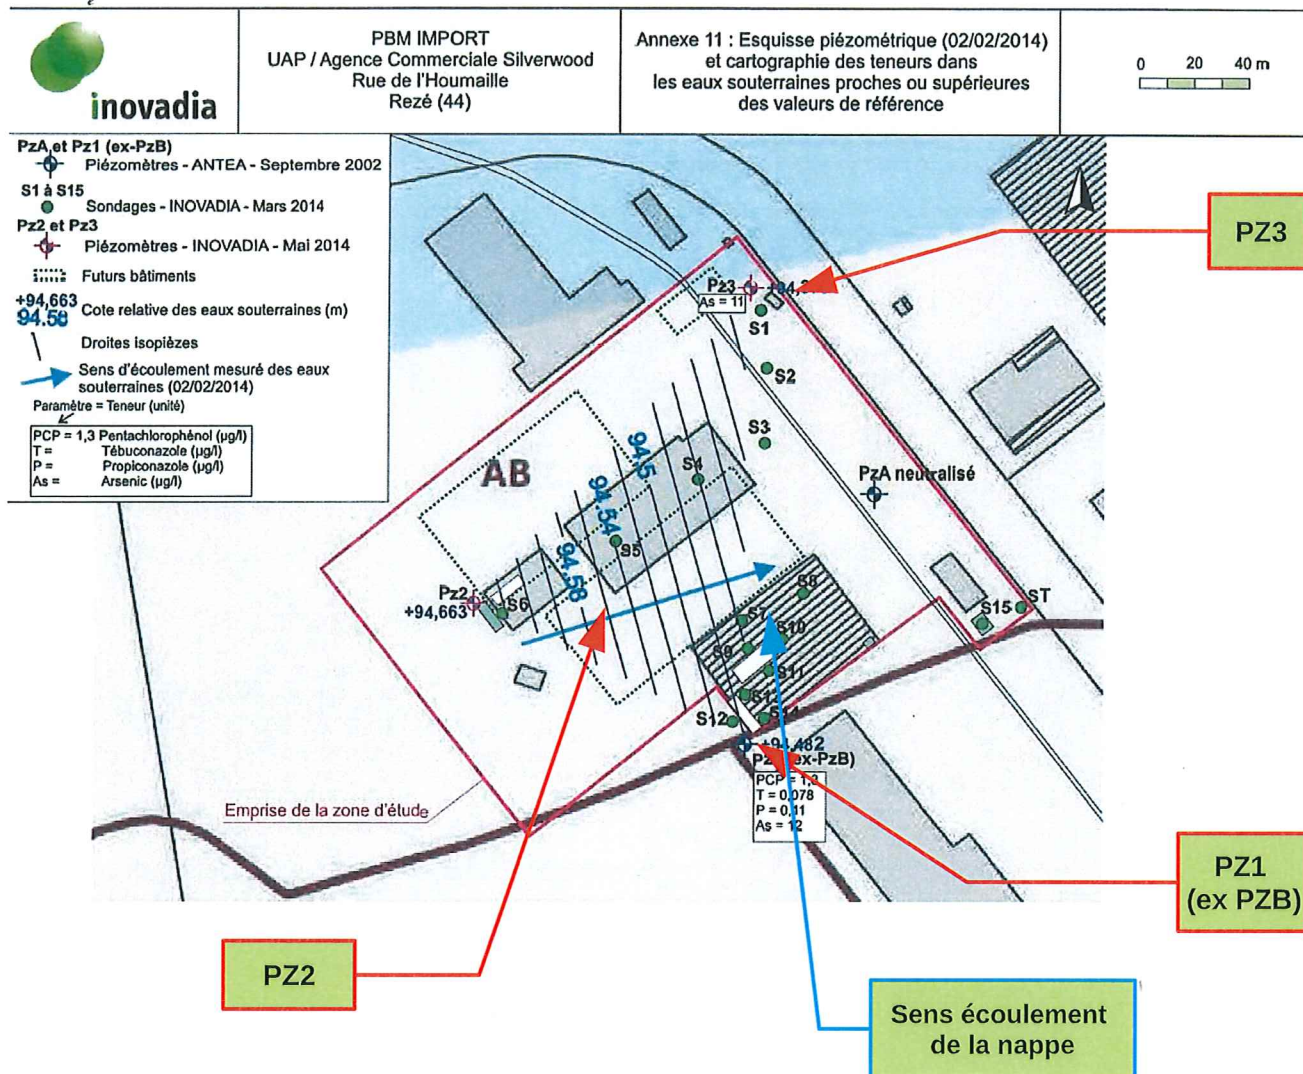 inovadia
PBM IMPORT
UAP / Agence Commerciale Silverwood
Rue de l'Houmaille
Rezé (44)
Annexe 11 : Esquisse piézométrique (02/02/2014)
et cartographie des teneurs dans
les eaux souterraines proches ou supérieures
des valeurs de référence
0 20 40 m
PzA et Pz1 (ex-PzB)
Piézomètres - ANTEA - Septembre 2002
S1 à S15
Sondages - INOVADIA - Mars 2014
Pz2 et Pz3
Piézomètres - INOVADIA - Mai 2014
Futurs bâtiments
+94,663
94.58
Cote relative des eaux souterraines (m)
Droites isopièzes
Sens d'écoulement mesuré des eaux
souterraines (02/02/2014)
Paramètre = Teneur (unité)
PCP = 1,3 Pentachlorophénol (µg/l)
T = Tébuconazole (µg/l)
P = Propiconazole (µg/l)
As = Arsenic (µg/l)
PZ3
Pz3
As = 11
S1
S2
S3
94.5
S4
AB
PzA neutralisé
94.54
S5
94.58
Pz2
+94,663
S6
S8
S7
S10
S9
S11
S13
S12
S14
S15
ST
+94,482
(ex-PzB)
PCP = 1,3
T = 0,078
P = 0,41
As = 12
Emprise de la zone d'étude
PZ1
(ex PZB)
PZ2
Sens écoulement
de la nappe